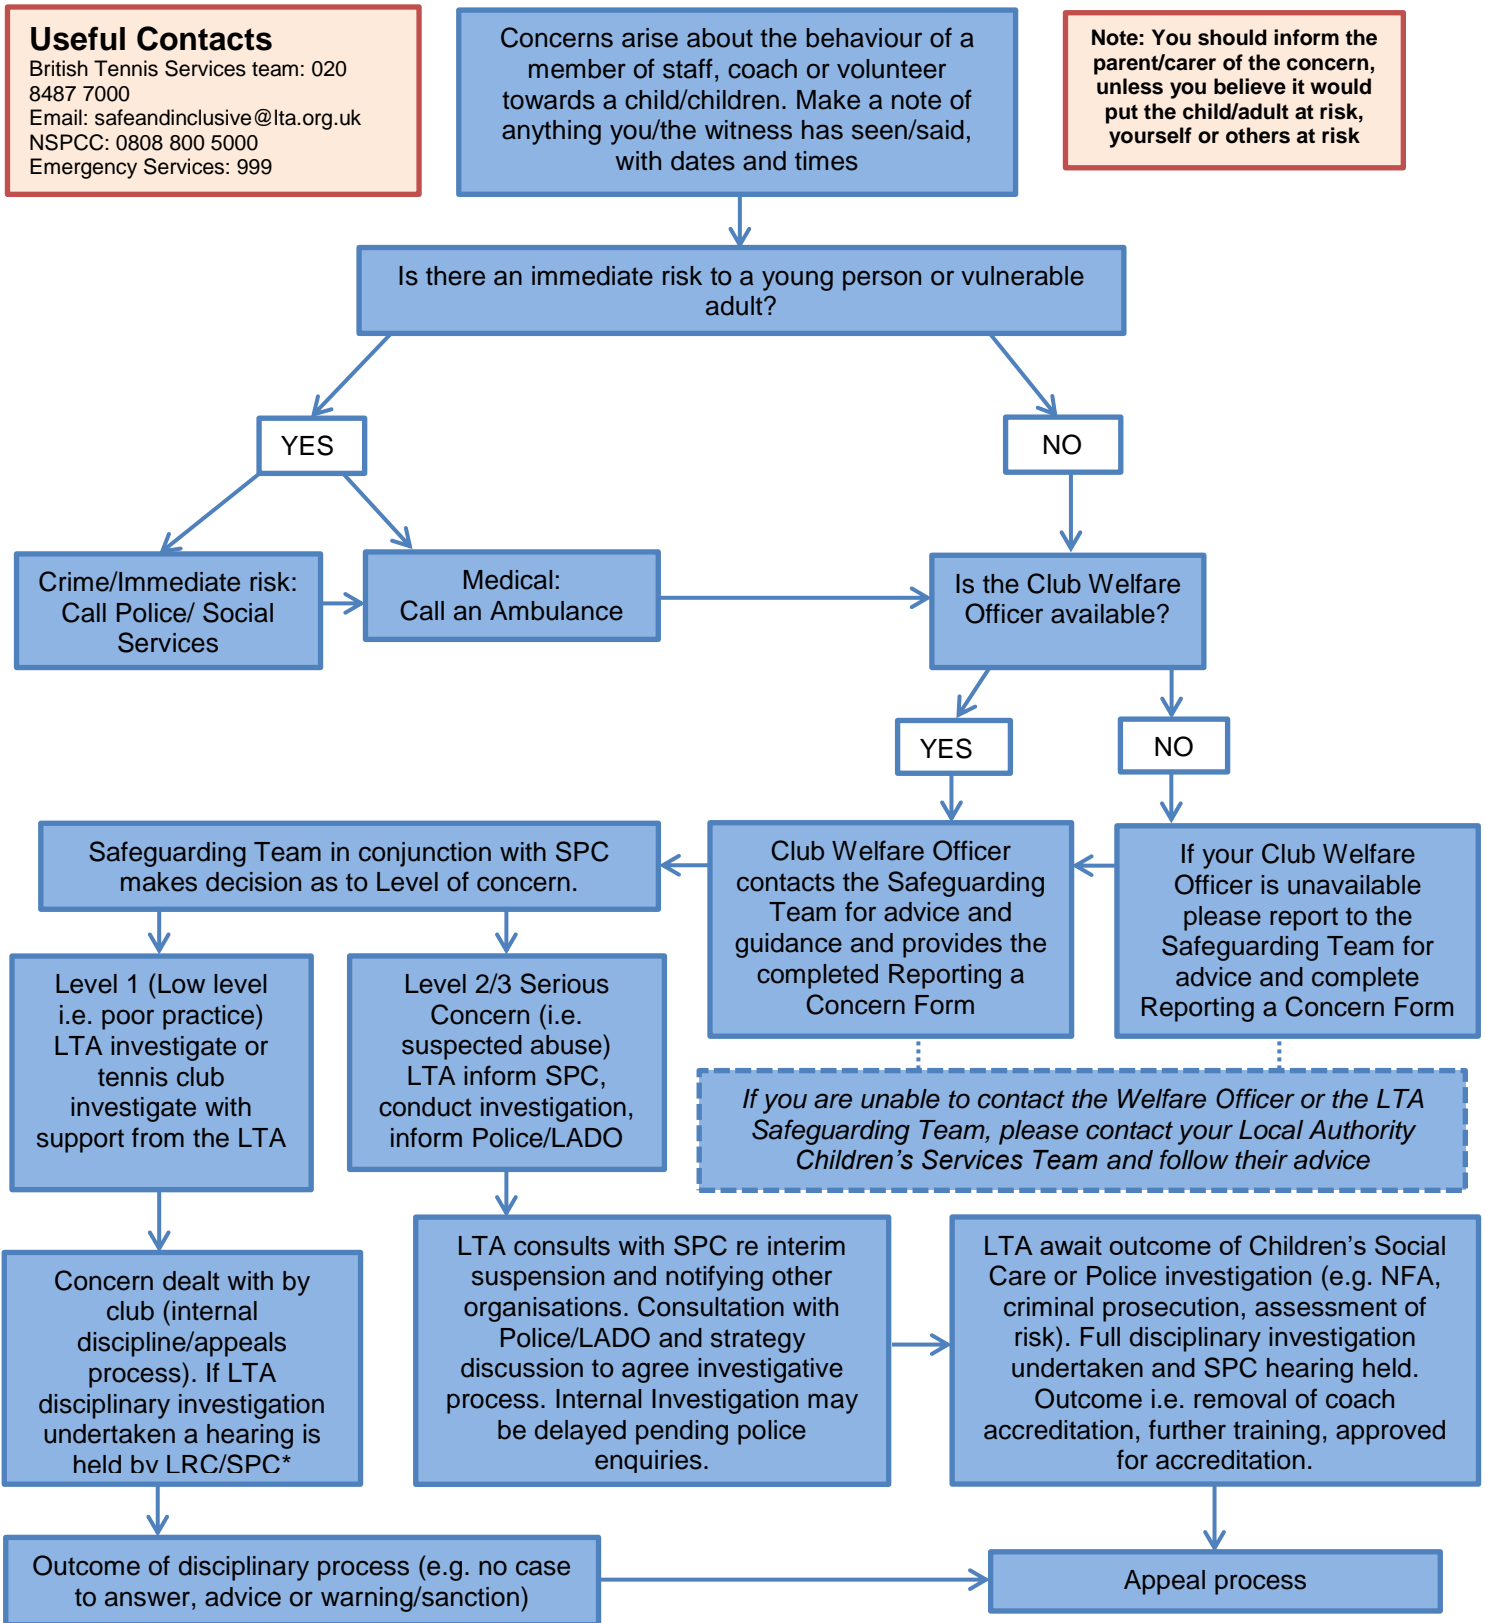 Useful Contacts
British Tennis Services team: 020
8487 7000
Email: safeandinclusive@lta.org.uk
NSPCC: 0808 800 5000
Emergency Services: 999
Concerns arise about the behaviour of a
member of staff, coach or volunteer
towards a child/children. Make a note of
anything you/the witness has seen/said,
with dates and times
Note: You should inform the
parent/carer of the concern,
unless you believe it would
put the child/adult at risk,
yourself or others at risk
Is there an immediate risk to a young person or vulnerable
adult?
YES
NO
Crime/Immediate risk:
Call Police/ Social
Services
Medical:
Call an Ambulance
Is the Club Welfare
Officer available?
YES
NO
Safeguarding Team in conjunction with SPC
makes decision as to Level of concern.
Club Welfare Officer
contacts the Safeguarding
Team for advice and
guidance and provides the
completed Reporting a
Concern Form
If your Club Welfare
Officer is unavailable
please report to the
Safeguarding Team for
advice and complete
Reporting a Concern Form
Level 1 (Low level
i.e. poor practice)
LTA investigate or
tennis club
investigate with
support from the LTA
Level 2/3 Serious
Concern (i.e.
suspected abuse)
LTA inform SPC,
conduct investigation,
inform Police/LADO
If you are unable to contact the Welfare Officer or the LTA
Safeguarding Team, please contact your Local Authority
Children’s Services Team and follow their advice
Concern dealt with by
club (internal
discipline/appeals
process). If LTA
disciplinary investigation
undertaken a hearing is
held by LRC/SPC*
LTA consults with SPC re interim
suspension and notifying other
organisations. Consultation with
Police/LADO and strategy
discussion to agree investigative
process. Internal Investigation may
be delayed pending police
enquiries.
LTA await outcome of Children’s Social
Care or Police investigation (e.g. NFA,
criminal prosecution, assessment of
risk). Full disciplinary investigation
undertaken and SPC hearing held.
Outcome i.e. removal of coach
accreditation, further training, approved
for accreditation.
Outcome of disciplinary process (e.g. no case
to answer, advice or warning/sanction)
Appeal process